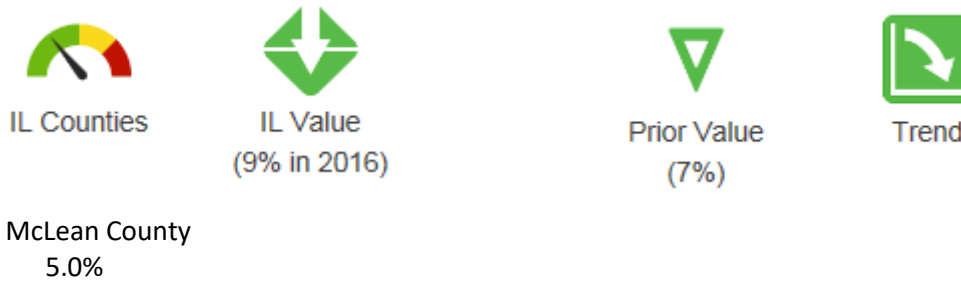 IL Counties
IL Value
(9% in 2016)
Prior Value
(7%)
Trend
McLean County
5.0%